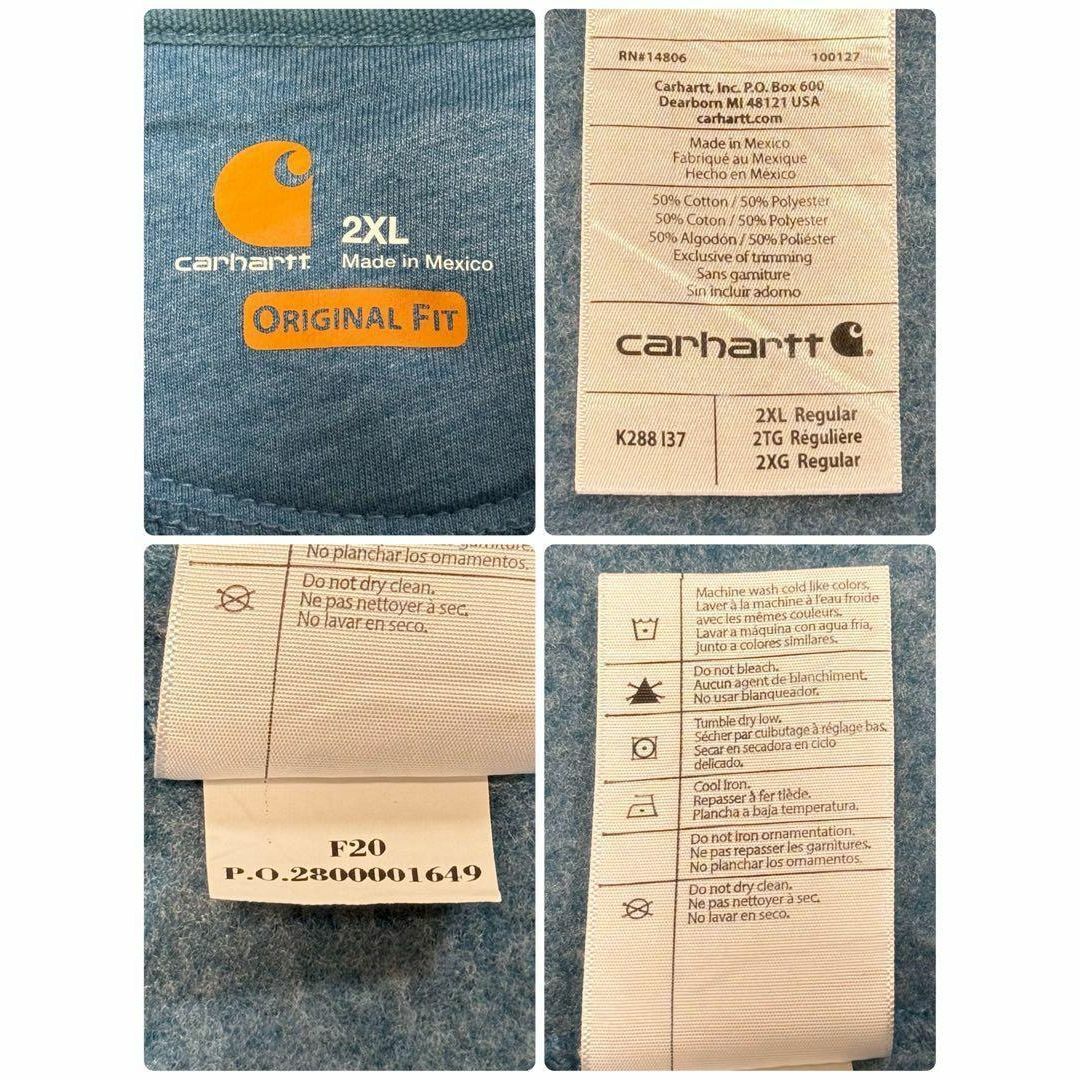 carhartt
2XL
Made in Mexico
ORIGINAL FIT
RN#14806 100127
Carhartt, Inc. P.O. Box 600
Dearborn MI 48121 USA
carhartt.com
Made in Mexico
Fabriqué au Mexique
Hecho en México
50% Cotton / 50% Polyester
50% Coton / 50% Polyester
50% Algodón / 50% Poliéster
Exclusive of trimming
Sans garniture
Sin incluir adorno
carhartt
K288 I37
2XL Regular
2TG Régulière
2XG Regular
No planchar los ornamentos.
Do not dry clean.
Ne pas nettoyer à sec.
No lavar en seco.
F20
P.O.2800001649
Machine wash cold like colors.
Laver à la machine à l'eau froide
avec les mêmes couleurs.
Lavar a máquina con agua fria,
junto a colores similares.
Do not bleach.
Aucun agent de blanchiment.
No usar blanqueador.
Tumble dry low.
Sécher par culbutage à réglage bas.
Secar en secadora en ciclo
delicado.
Cool Iron.
Repasser à fer tiède.
Plancha a baja temperatura.
Do not iron ornamentation.
Ne pas repasser les garnitures.
No planchar los ornamentos.
Do not dry clean.
Ne pas nettoyer à sec.
No lavar en seco.